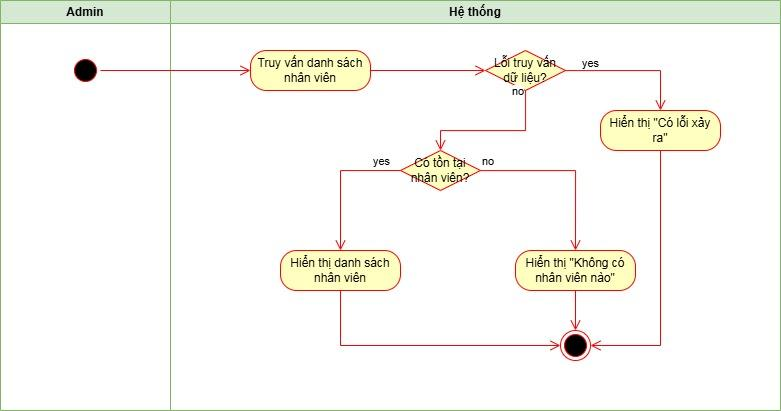 Admin
Hệ thống
Truy vấn danh sách
nhân viên
Lỗi truy vấn
dữ liệu?
yes
no
Hiển thị "Có lỗi xảy
ra"
Có tồn tại
nhân viên?
yes
no
Hiển thị danh sách
nhân viên
Hiển thị "Không có
nhân viên nào"